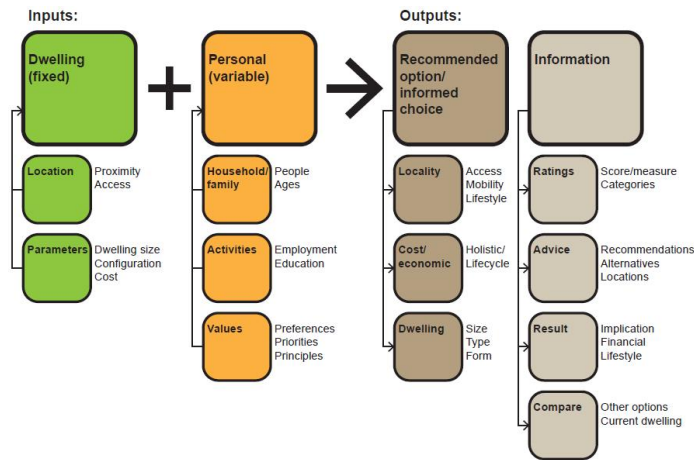 Inputs:
Outputs:
Dwelling
(fixed)
Personal
(variable)
Recommended
option/
informed
choice
Information
Location
Proximity
Access
Parameters
Dwelling size
Configuration
Cost
Household/
family
People
Ages
Activities
Employment
Education
Values
Preferences
Priorities
Principles
Locality
Access
Mobility
Lifestyle
Cost/
economic
Holistic/
Lifecycle
Dwelling
Size
Type
Form
Ratings
Score/measure
Categories
Advice
Recommendations
Alternatives
Locations
Result
Implication
Financial
Lifestyle
Compare
Other options
Current dwelling